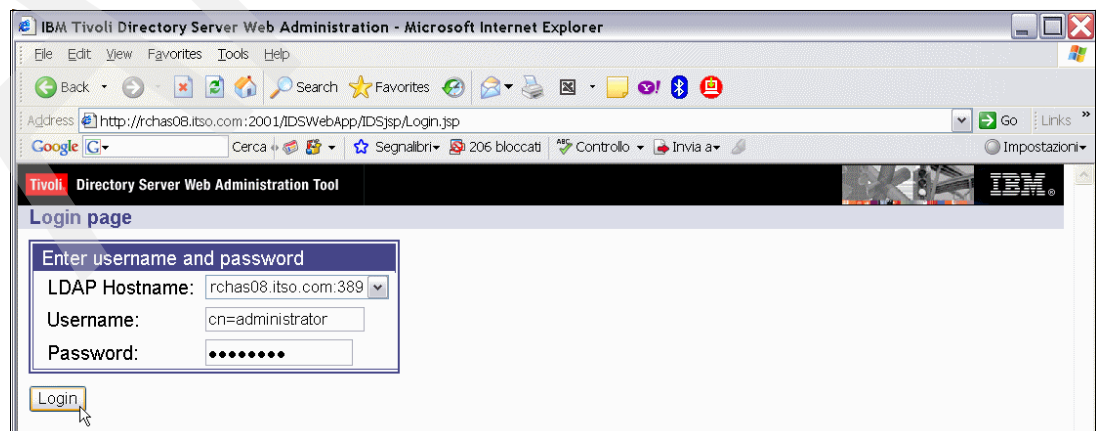 IBM Tivoli Directory Server Web Administration - Microsoft Internet Explorer
File Edit View Favorites Tools Help
Back Search Favorites
Address http://rchas08.itso.com:2001/IDSWebApp/IDSjsp/Login.jsp Go Links »
Google G Cerca Segnalibri 206 bloccati ABC Controllo Invia a Impostazioni
Tivoli. Directory Server Web Administration Tool IBM®
Login page
Enter username and password
LDAP Hostname: rchas08.itso.com:389
Username: cn=administrator
Password: ●●●●●●●●
Login